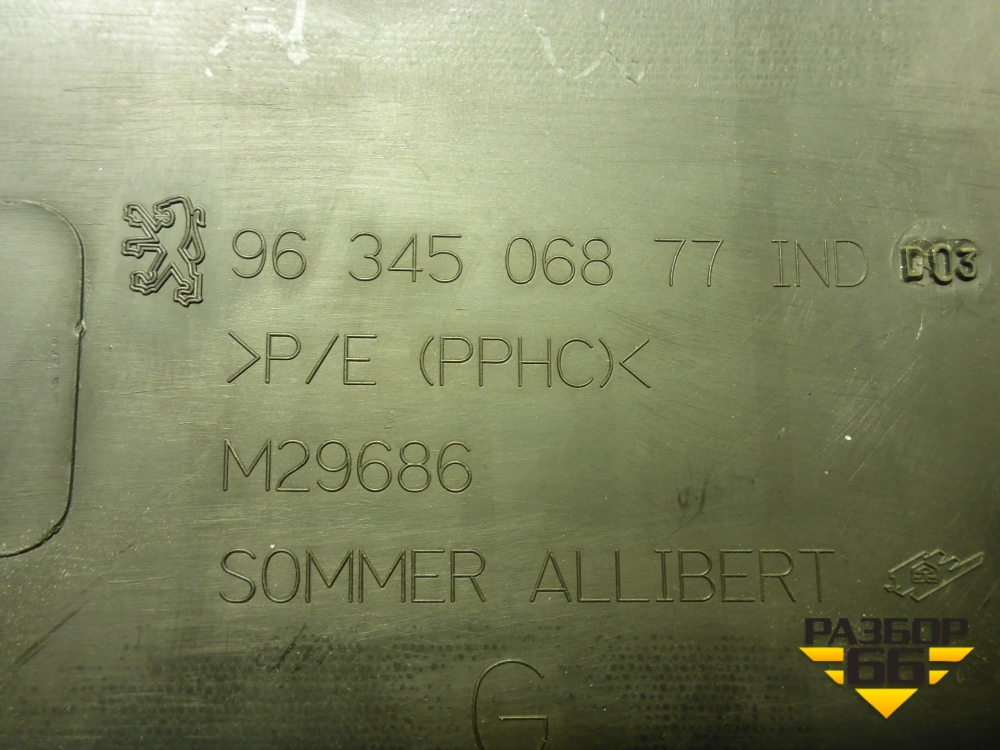 96 345 068 77 IND D03
>P/E (PPHC)<
M29686
SOMMER ALLIBERT
G
РАЗБОР
66